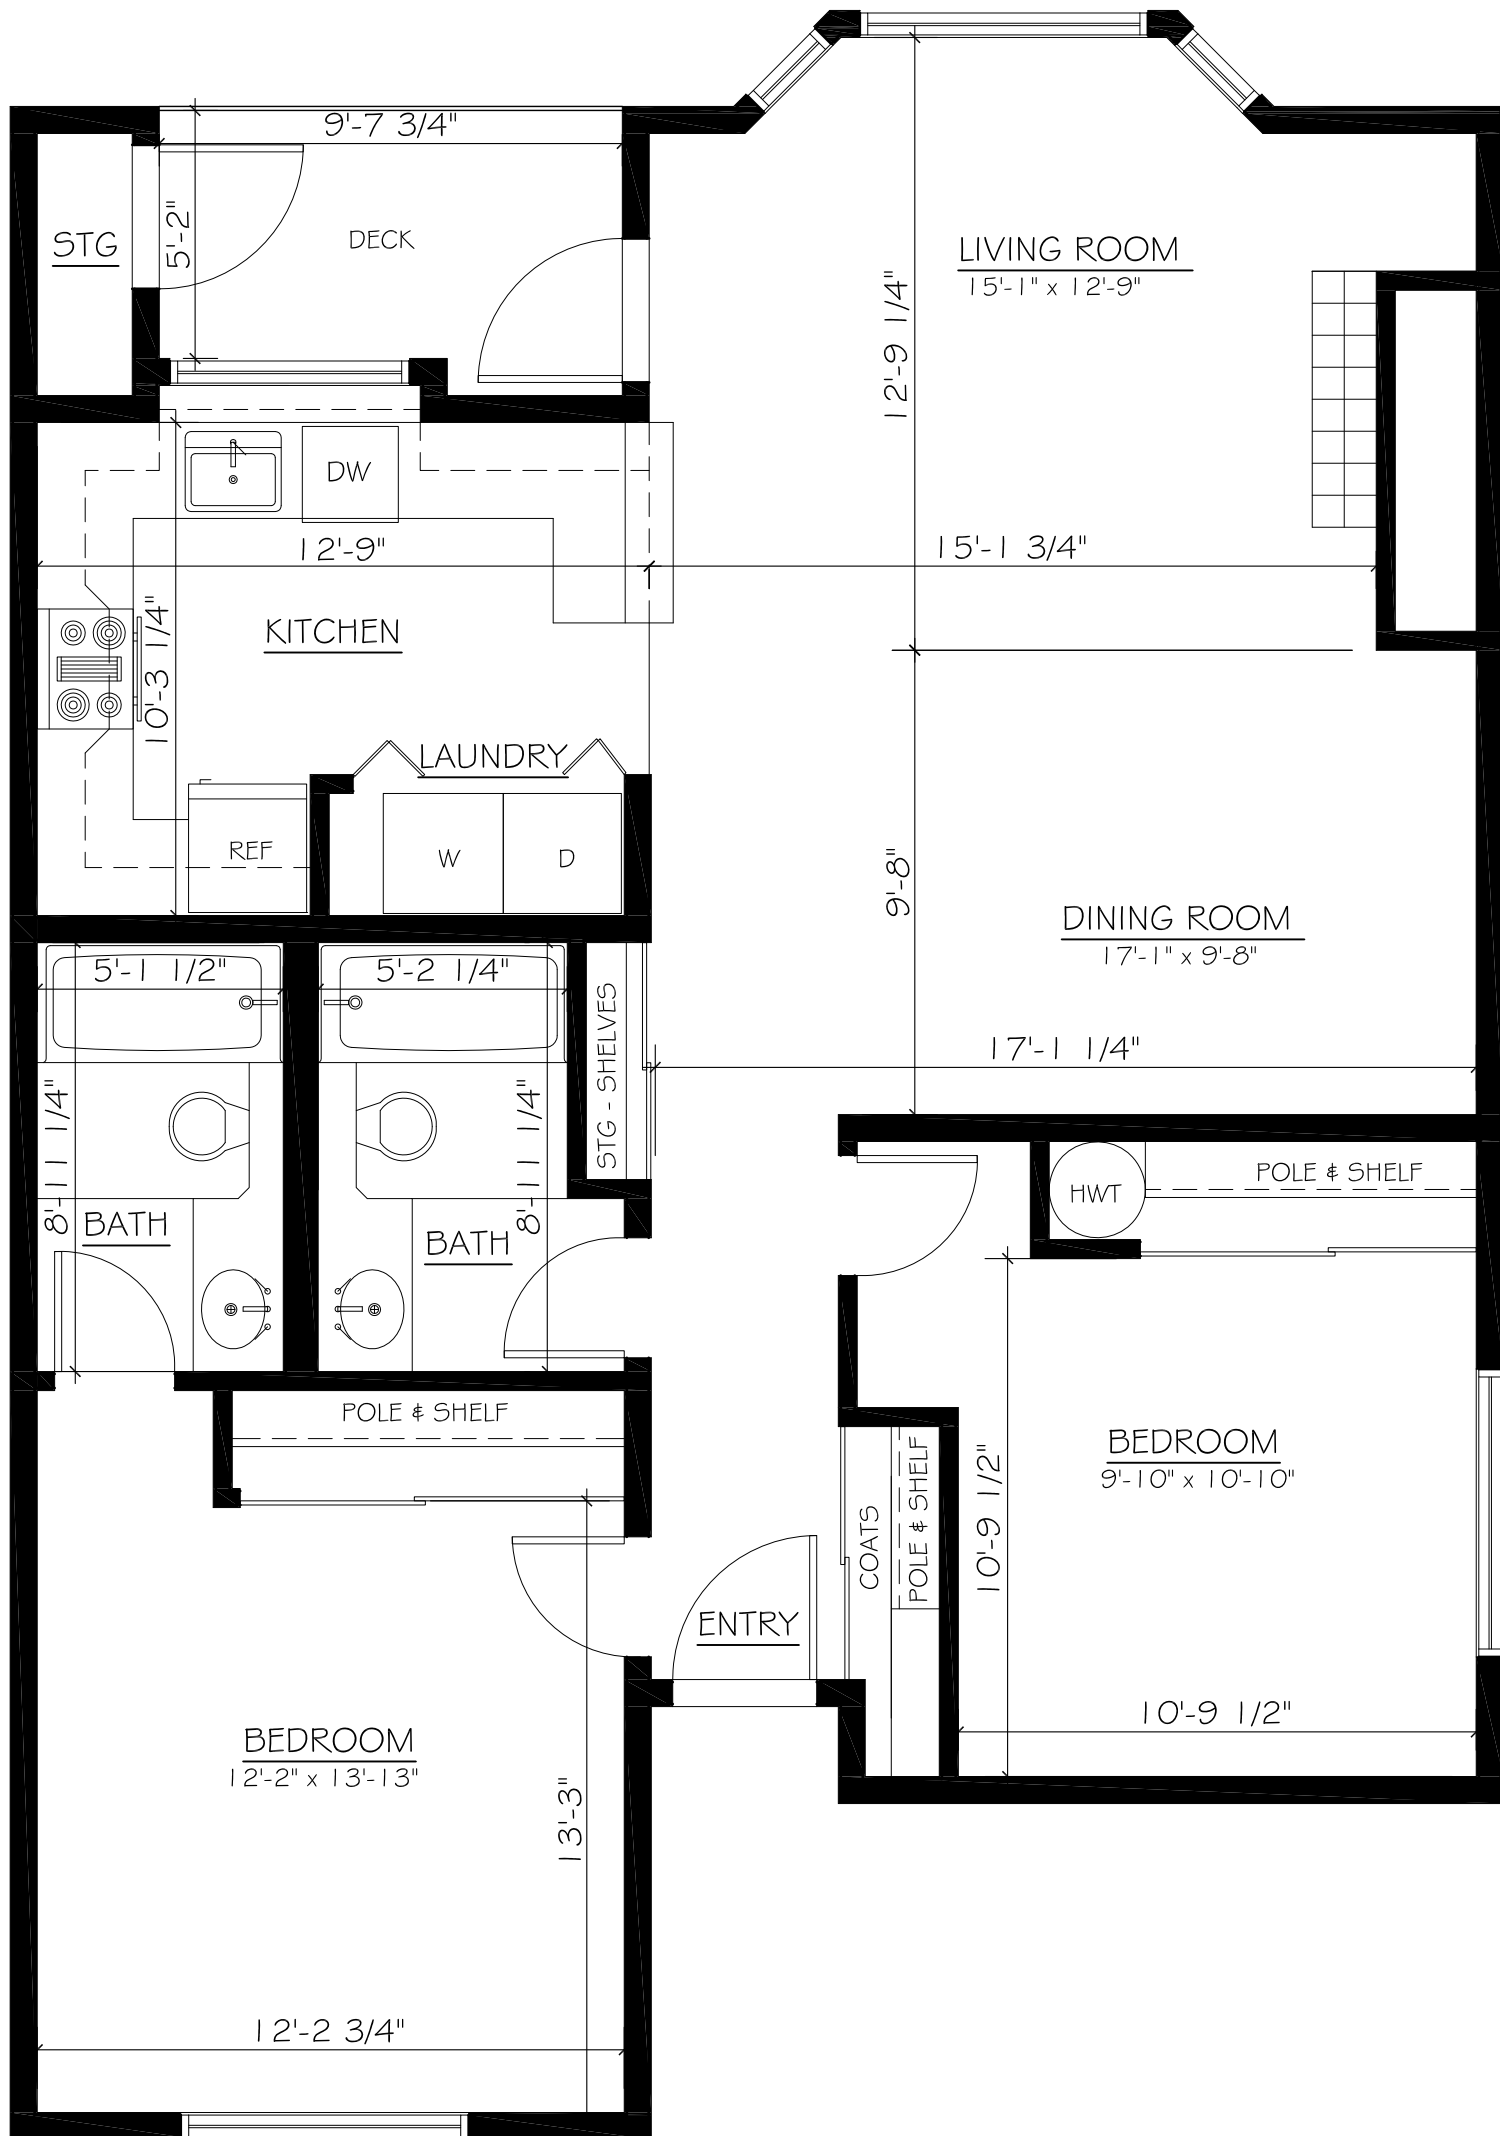 9'-7 3/4"
5'-2"
STG
DECK
LIVING ROOM
15'-1" x 12'-9"
12'-9 1/4"
DW
12'-9"
15'-1 3/4"
KITCHEN
10'-3 1/4"
LAUNDRY
REF
W
D
9'-8"
DINING ROOM
17'-1" x 9'-8"
5'-1 1/2"
5'-2 1/4"
STG - SHELVES
17'-1 1/4"
8'-11 1/4"
8'-11 1/4"
BATH
BATH
HWT
POLE & SHELF
POLE & SHELF
BEDROOM
9'-10" x 10'-10"
10'-9 1/2"
COATS
POLE & SHELF
ENTRY
10'-9 1/2"
BEDROOM
12'-2" x 13'-13"
13'-3"
12'-2 3/4"